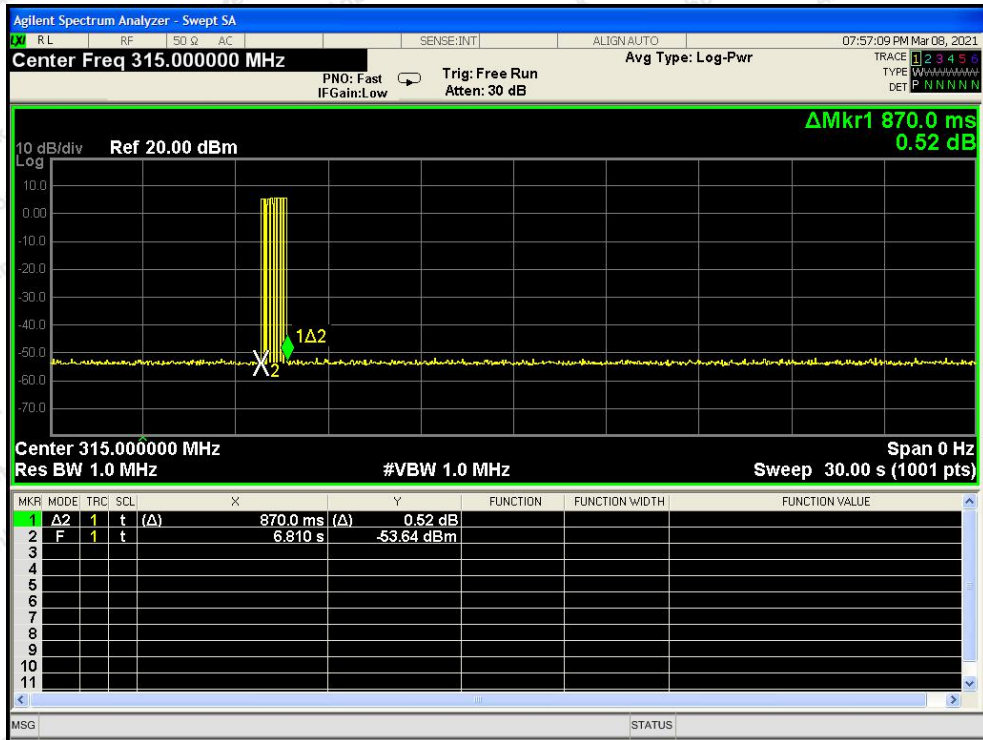 Agilent Spectrum Analyzer - Swept SA
LXI RL RF 50 Ω AC SENSE:INT ALIGN AUTO 07:57:09 PM Mar 08, 2021
Center Freq 315.000000 MHz Avg Type: Log-Pwr TRACE 1 2 3 4 5 6
PNO: Fast Trig: Free Run TYPE WWWWWW
IFGain:Low Atten: 30 dB DET P N N N N N
ΔMkr1 870.0 ms
10 dB/div Ref 20.00 dBm 0.52 dB
Log
10.0
0.00
-10.0
-20.0
-30.0
-40.0
1Δ2
-50.0
2
-60.0
-70.0
Center 315.000000 MHz Span 0 Hz
Res BW 1.0 MHz #VBW 1.0 MHz Sweep 30.00 s (1001 pts)
MKR MODE TRC SCL X Y FUNCTION FUNCTION WIDTH FUNCTION VALUE
1 Δ2 1 t (Δ) 870.0 ms (Δ) 0.52 dB
2 F 1 t 6.810 s -53.64 dBm
3
4
5
6
7
8
9
10
11
MSG STATUS